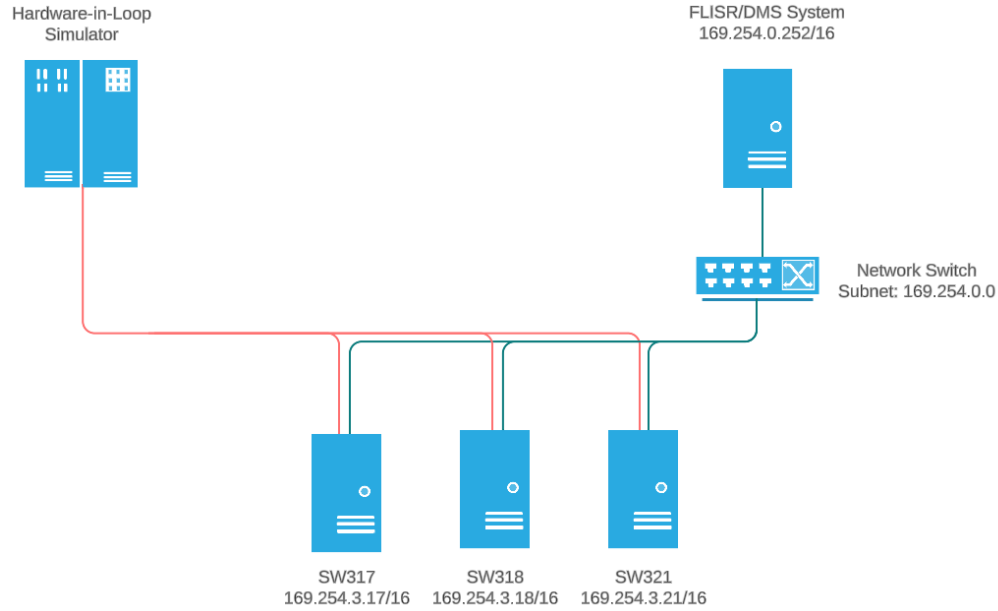 Hardware-in-Loop
Simulator
FLISR/DMS System
169.254.0.252/16
Network Switch
Subnet: 169.254.0.0
SW317
169.254.3.17/16
SW318
169.254.3.18/16
SW321
169.254.3.21/16